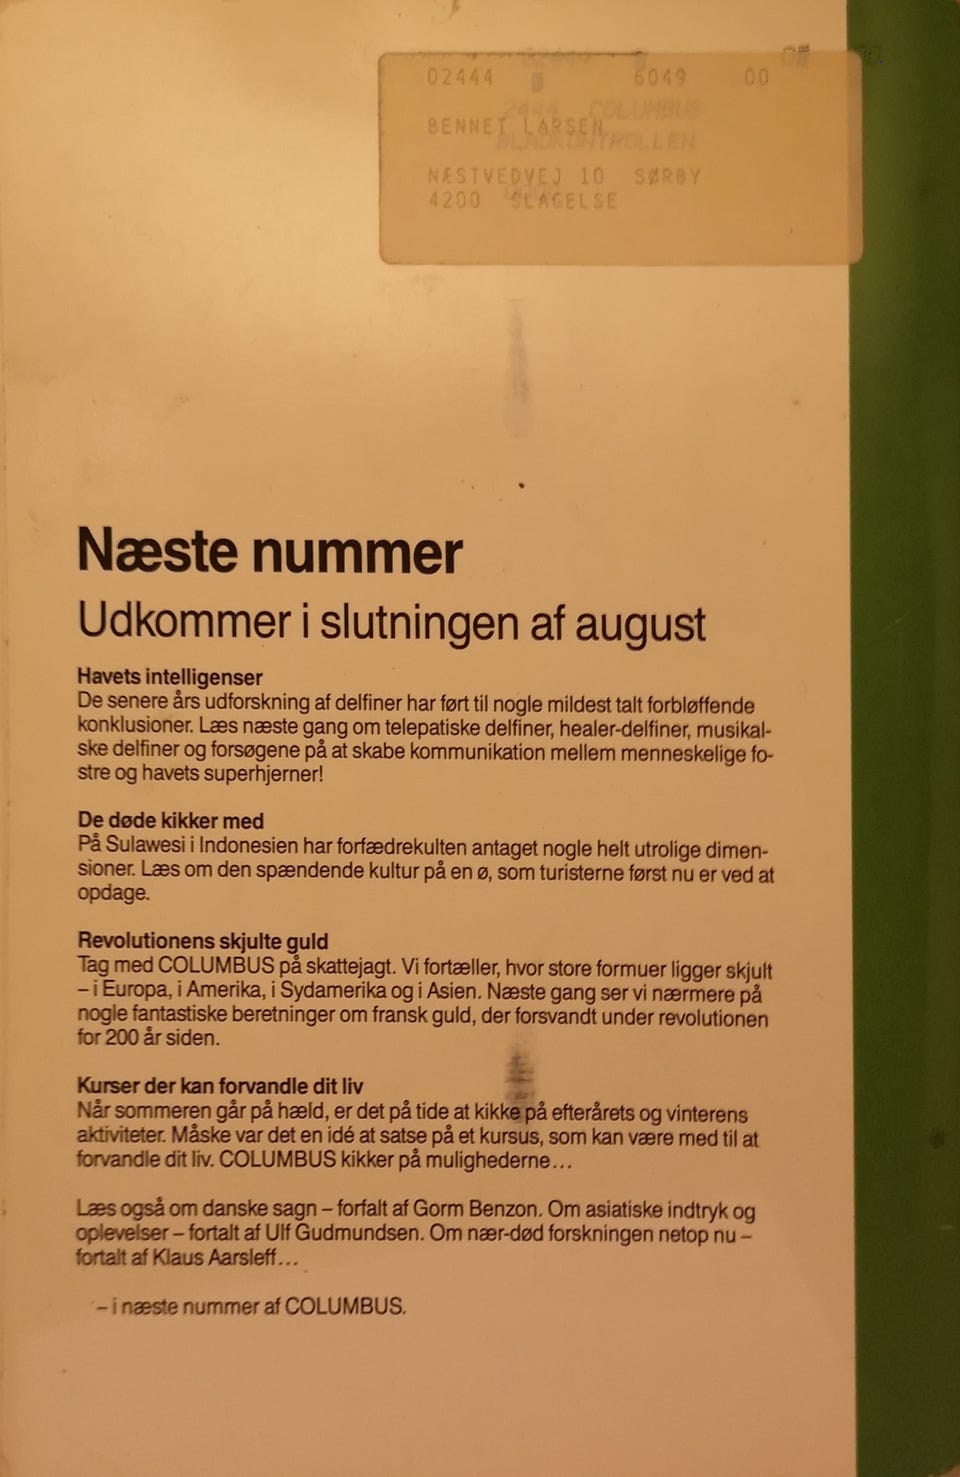 02444 6049 00
2444 COLUMBUS
BENNET LARSEN
BLADKONTROLLEN
NÆSTVEDVEJ 10 SØRBY
4200 SLAGELSE
Næste nummer
Udkommer i slutningen af august
Havets intelligenser
De senere års udforskning af delfiner har ført til nogle mildest talt forbløffende
konklusioner. Læs næste gang om telepatiske delfiner, healer-delfiner, musikal-
ske delfiner og forsøgene på at skabe kommunikation mellem menneskelige fo-
stre og havets superhjerner!
De døde kikker med
På Sulawesi i Indonesien har forfædrekulten antaget nogle helt utrolige dimen-
sioner. Læs om den spændende kultur på en ø, som turisterne først nu er ved at
opdage.
Revolutionens skjulte guld
Tag med COLUMBUS på skattejagt. Vi fortæller, hvor store formuer ligger skjult
– i Europa, i Amerika, i Sydamerika og i Asien. Næste gang ser vi nærmere på
nogle fantastiske beretninger om fransk guld, der forsvandt under revolutionen
for 200 år siden.
Kurser der kan forvandle dit liv
Når sommeren går på hæld, er det på tide at kikke på efterårets og vinterens
aktiviteter. Måske var det en idé at satse på et kursus, som kan være med til at
forvandle dit liv. COLUMBUS kikker på mulighederne...
Læs også om danske sagn – forfalt af Gorm Benzon. Om asiatiske indtryk og
oplevelser – fortalt af Ulf Gudmundsen. Om nær-død forskningen netop nu –
fortalt af Klaus Aarsleff...
– i næste nummer af COLUMBUS.